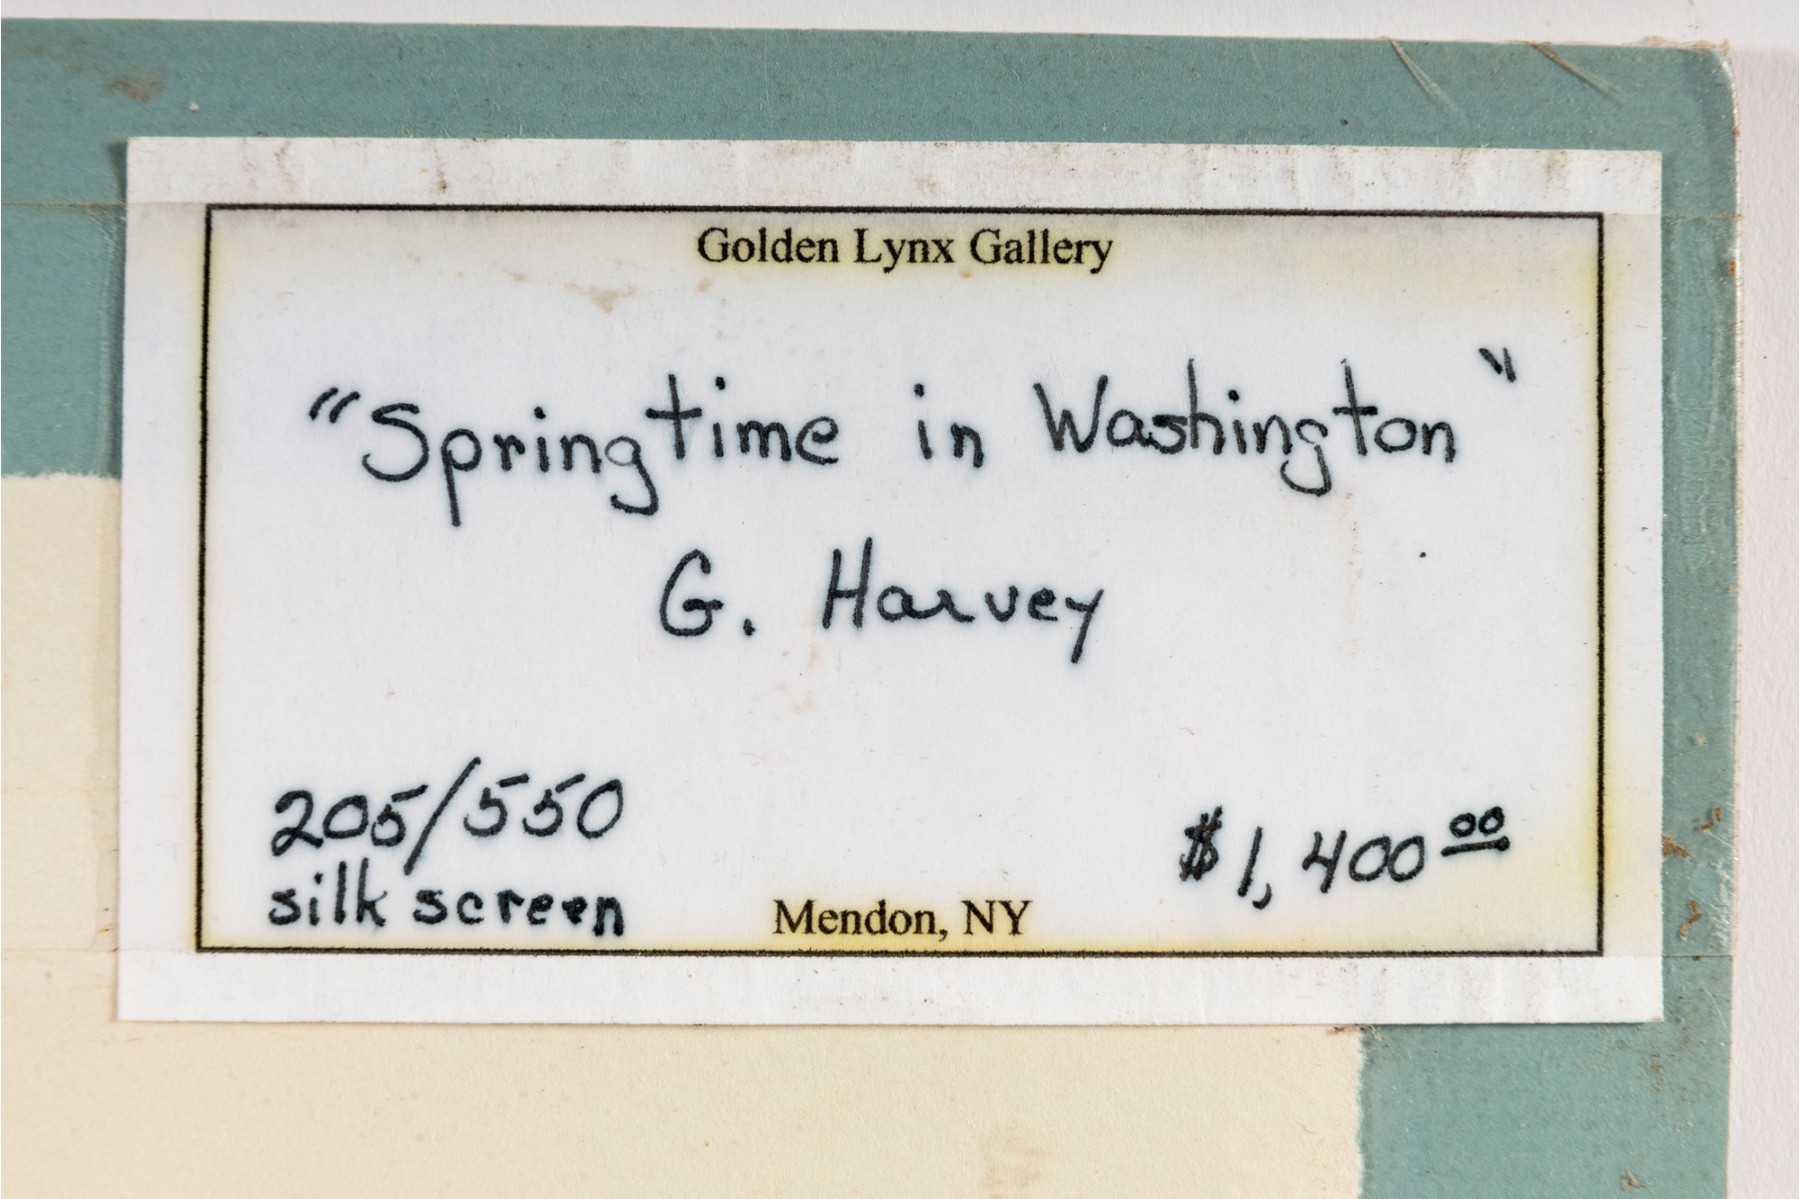 Golden Lynx Gallery
"Springtime in Washington"
G. Harvey
205/550
silk screen
$1,400.00
Mendon, NY